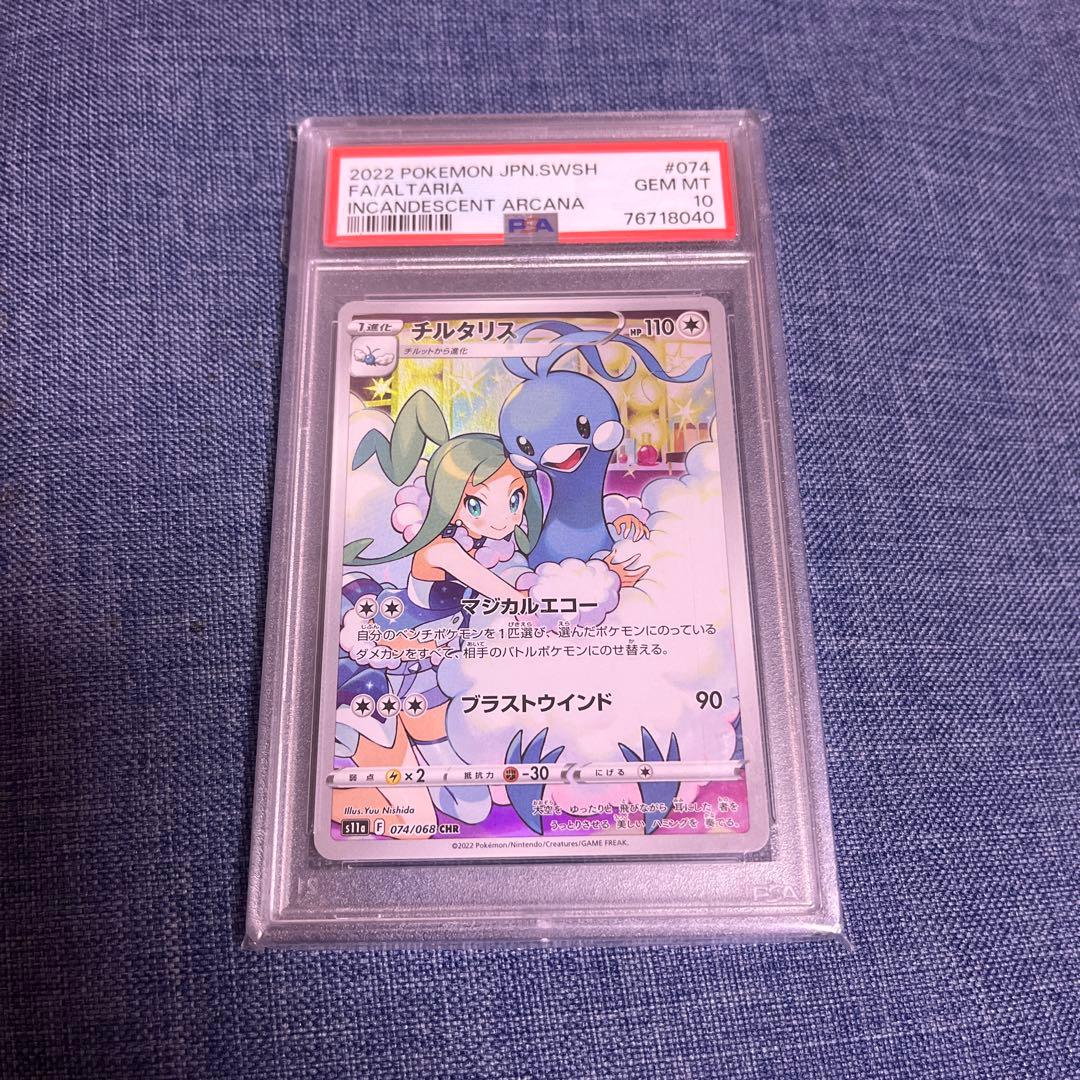 2022 POKEMON JPN.SWSH #074
FA/ALTARIA GEM MT
INCANDESCENT ARCANA 10
PSA 76718040
1進化 チルタリス HP 110
チルットから進化
マジカルエコー
自分のベンチポケモンを1匹選び、選んだポケモンにのっている
ダメカンをすべて、相手のバトルポケモンにのせ替える。
ブラストウインド 90
弱点 ×2 抵抗力 -30 にげる
Illus. Yuu Nishida
大空を ゆったりと 飛びながら 耳にした 者を
うっとりさせる 美しい ハミングを 奏でる。
s11a F 074/068 CHR
©2022 Pokémon/Nintendo/Creatures/GAME FREAK.
PSA